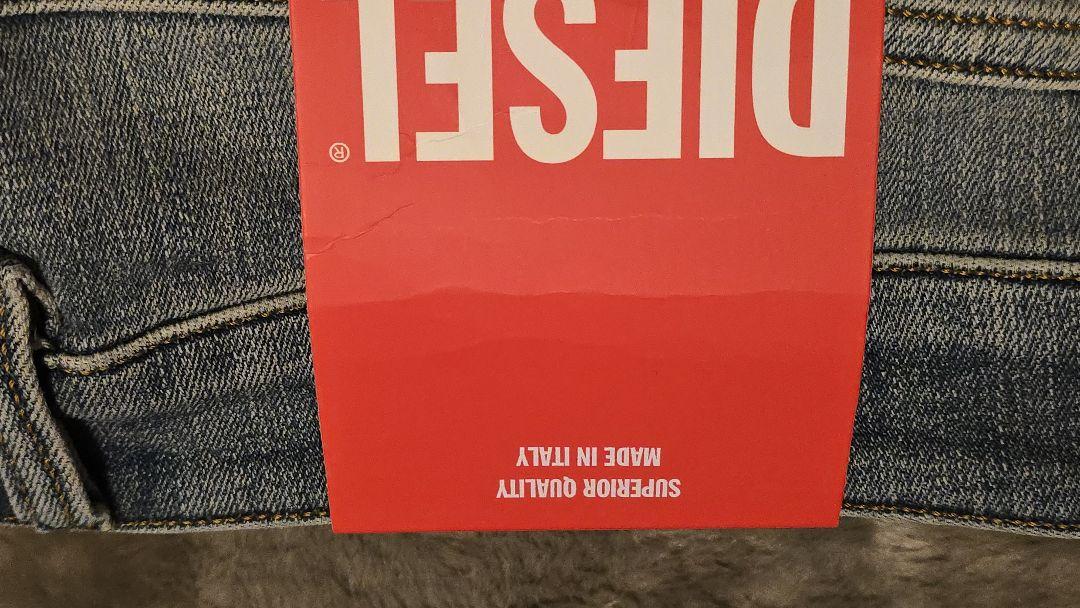 DIESEL®
SUPERIOR QUALITY
MADE IN ITALY